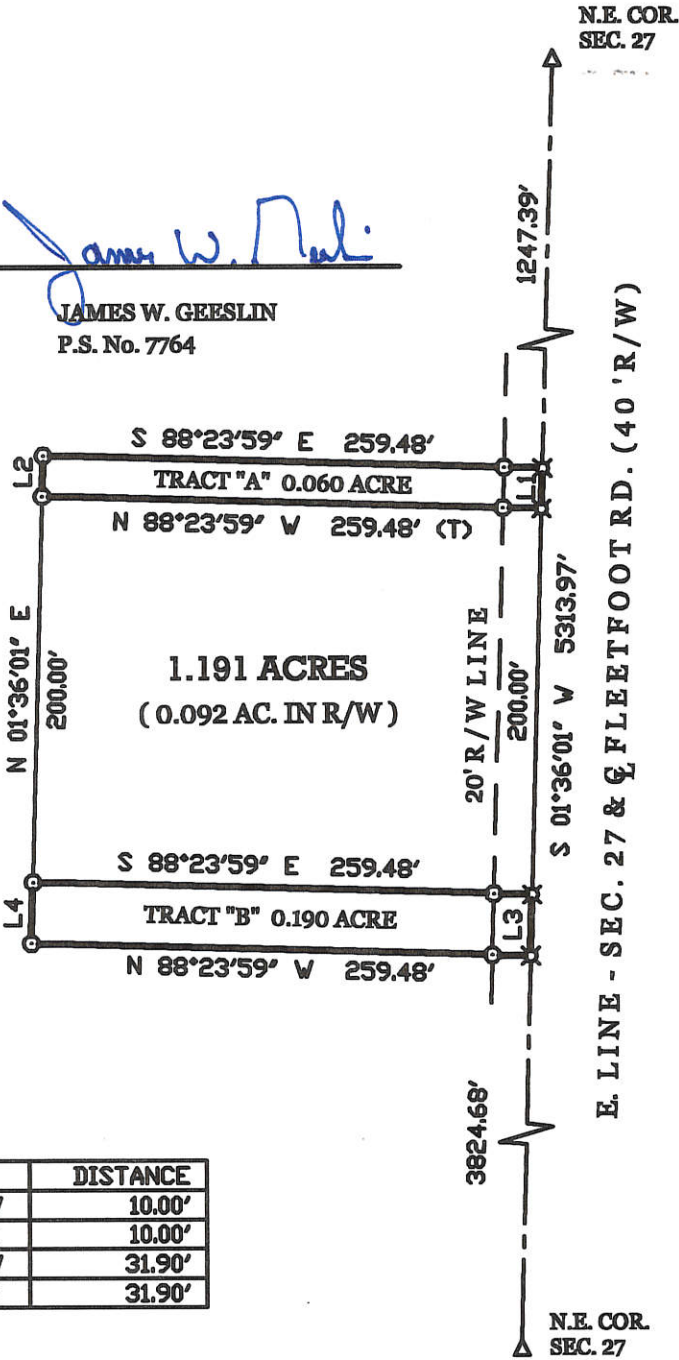 N.E. COR.
SEC. 27
1247.39'
James W.
JAMES W. GEESLIN
P.S. No. 7764
S 88°23'59" E 259.48'
L2
TRACT "A" 0.060 ACRE
L1
N 88°23'59" W 259.48' (T)
N 01°36'01" E
200.00'
1.191 ACRES
( 0.092 AC. IN R/W )
20' R/W LINE
200.00'
S 01°36'01" W 5313.97'
E. LINE - SEC. 27 & ℄ FLEETFOOT RD. (40 'R/W)
S 88°23'59" E 259.48'
L4
TRACT "B" 0.190 ACRE
L3
N 88°23'59" W 259.48'
3824.68'
DISTANCE
10.00'
10.00'
31.90'
31.90'
N.E. COR.
SEC. 27